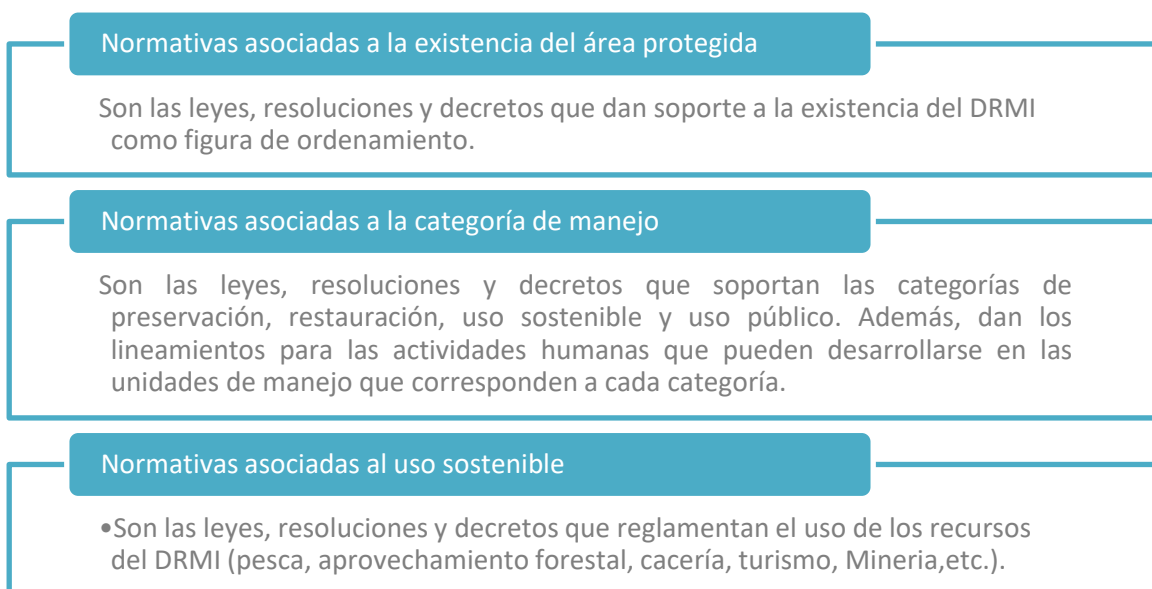 Normativas asociadas a la existencia del área protegida
Son las leyes, resoluciones y decretos que dan soporte a la existencia del DRMI
como figura de ordenamiento.
Normativas asociadas a la categoría de manejo
Son las leyes, resoluciones y decretos que soportan las categorías de
preservación, restauración, uso sostenible y uso público. Además, dan los
lineamientos para las actividades humanas que pueden desarrollarse en las
unidades de manejo que corresponden a cada categoría.
Normativas asociadas al uso sostenible
•Son las leyes, resoluciones y decretos que reglamentan el uso de los recursos
del DRMI (pesca, aprovechamiento forestal, cacería, turismo, Mineria,etc.).